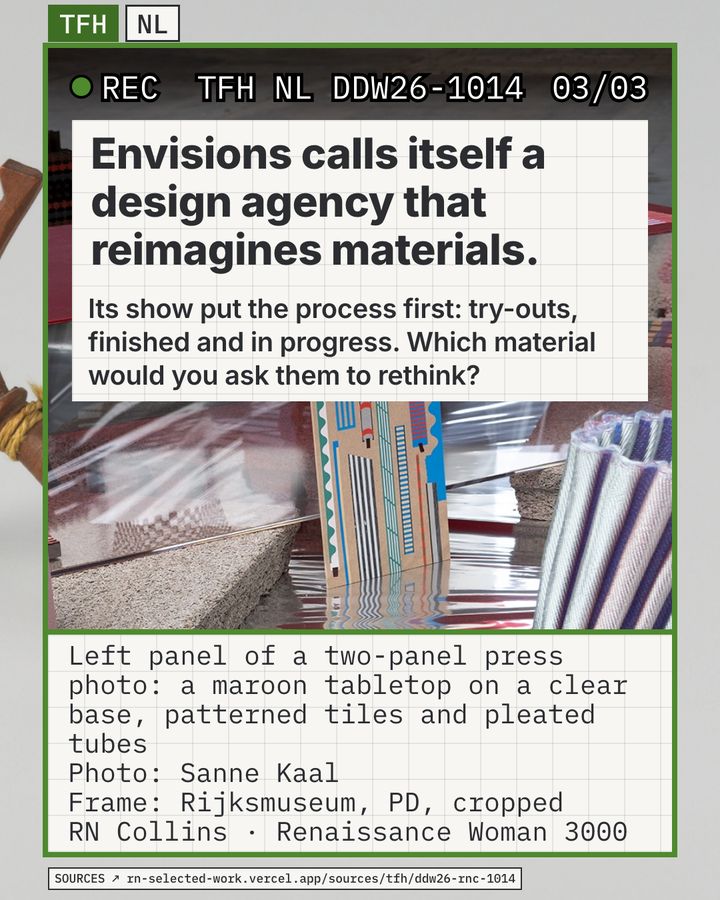 TFH NL
REC TFH NL DDW26-1014 03/03
Envisions calls itself a
design agency that
reimagines materials.
Its show put the process first: try-outs,
finished and in progress. Which material
would you ask them to rethink?
Left panel of a two-panel press
photo: a maroon tabletop on a clear
base, patterned tiles and pleated
tubes
Photo: Sanne Kaal
Frame: Rijksmuseum, PD, cropped
RN Collins · Renaissance Woman 3000
SOURCES ↗ rn-selected-work.vercel.app/sources/tfh/ddw26-rnc-1014